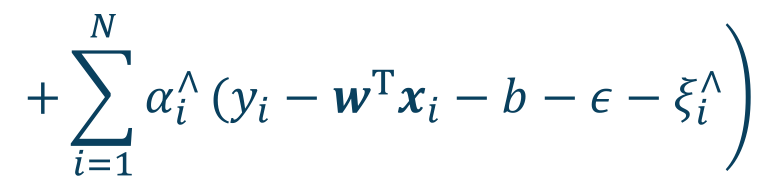 + ∑_{i=1}^{N} α_i^∧ (y_i − w^T x_i − b − ϵ − ξ_i^∧)